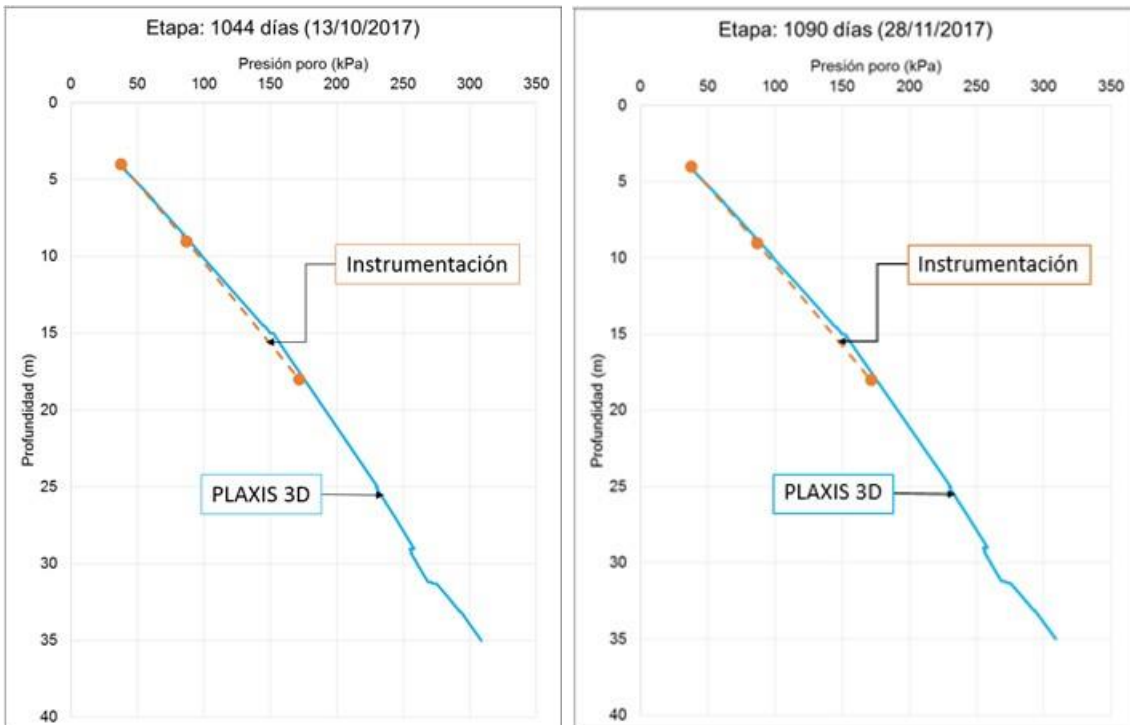 Etapa: 1044 días (13/10/2017)
Presión poro (kPa)
0 50 100 150 200 250 300 350
0
5
10
15
20
25
30
35
40
Profundidad (m)
Instrumentación
PLAXIS 3D
Etapa: 1090 días (28/11/2017)
Presión poro (kPa)
0 50 100 150 200 250 300 350
0
5
10
15
20
25
30
35
40
Profundidad (m)
Instrumentación
PLAXIS 3D